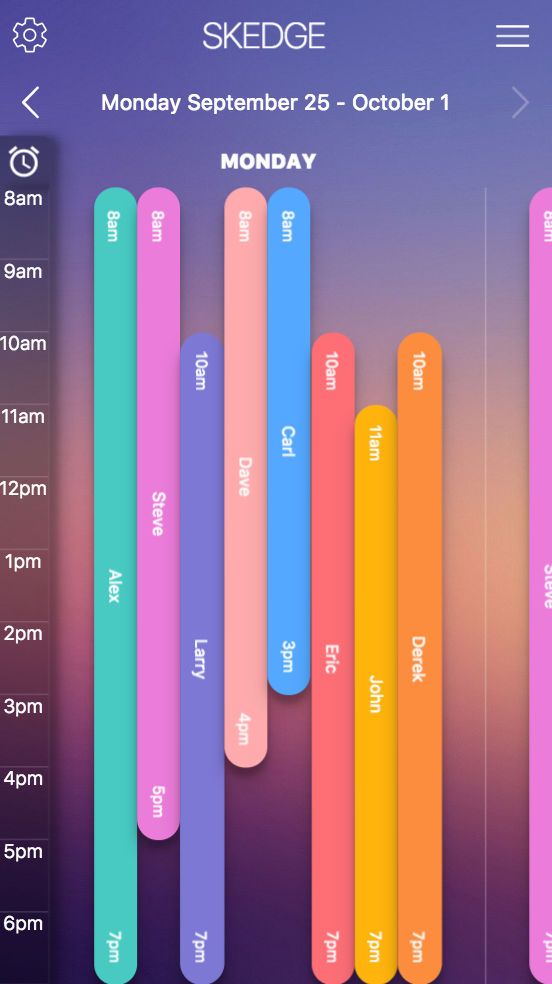 SKEDGE
Monday September 25 - October 1
MONDAY
8am
9am
10am
11am
12pm
1pm
2pm
3pm
4pm
5pm
6pm
8am
Alex
7pm
8am
Steve
5pm
10am
Larry
7pm
8am
Dave
4pm
8am
Carl
3pm
10am
Eric
7pm
11am
John
7pm
10am
Derek
7pm
8am
Steve
7pm